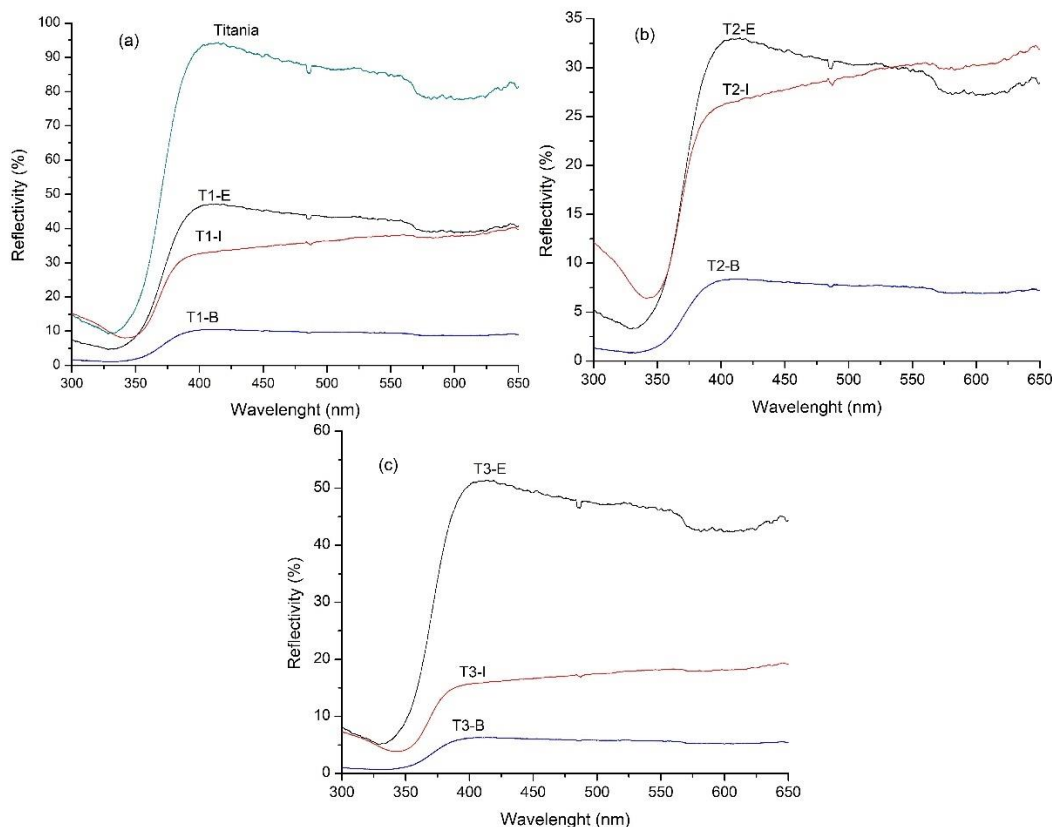 (a)
Titania
T1-E
T1-I
T1-B
Reflectivity (%)
100
90
80
70
60
50
40
30
20
10
0
300 350 400 450 500 550 600 650
Wavelenght (nm)
(b)
T2-E
T2-I
T2-B
Reflectivity (%)
35
30
25
20
15
10
5
0
300 350 400 450 500 550 600 650
Wavelenght (nm)
(c)
T3-E
T3-I
T3-B
Reflectivity (%)
60
50
40
30
20
10
0
300 350 400 450 500 550 600 650
Wavelenght (nm)